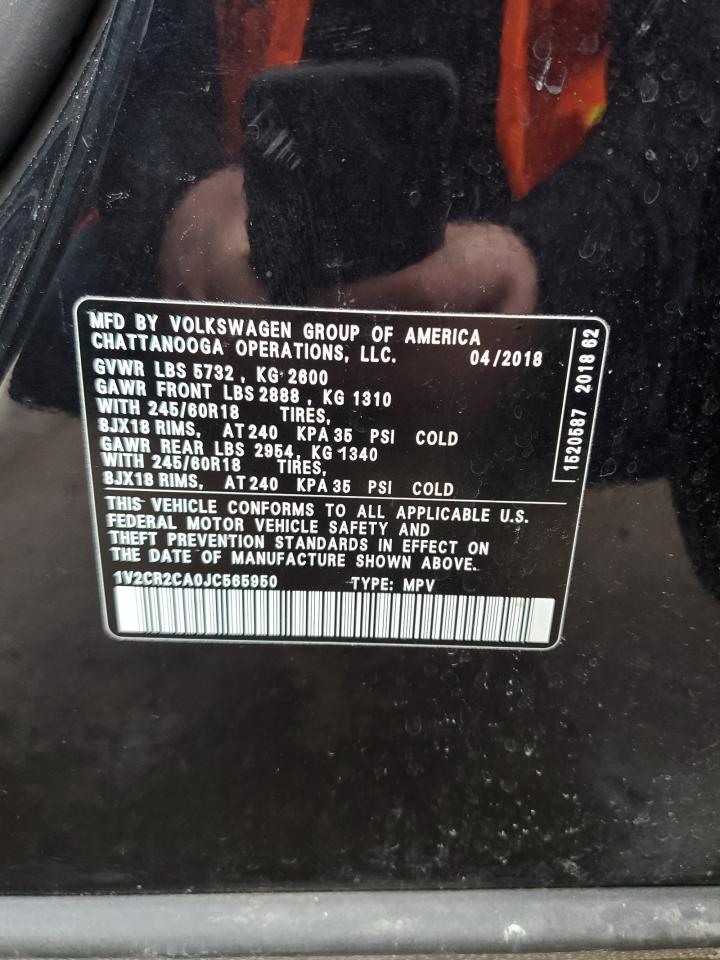 MFD BY VOLKSWAGEN GROUP OF AMERICA
CHATTANOOGA OPERATIONS, LLC. 04/2018
GVWR LBS 5732 , KG 2600
GAWR FRONT LBS 2888 , KG 1310
WITH 245/60R18 TIRES,
8JX18 RIMS, AT 240 KPA 35 PSI COLD
GAWR REAR LBS 2954, KG 1340
WITH 245/60R18 TIRES,
8JX18 RIMS, AT 240 KPA 35 PSI COLD
THIS VEHICLE CONFORMS TO ALL APPLICABLE U.S.
FEDERAL MOTOR VEHICLE SAFETY AND
THEFT PREVENTION STANDARDS IN EFFECT ON
THE DATE OF MANUFACTURE SHOWN ABOVE.
1V2CR2CA0JC565950 TYPE: MPV
1520587 2018 62